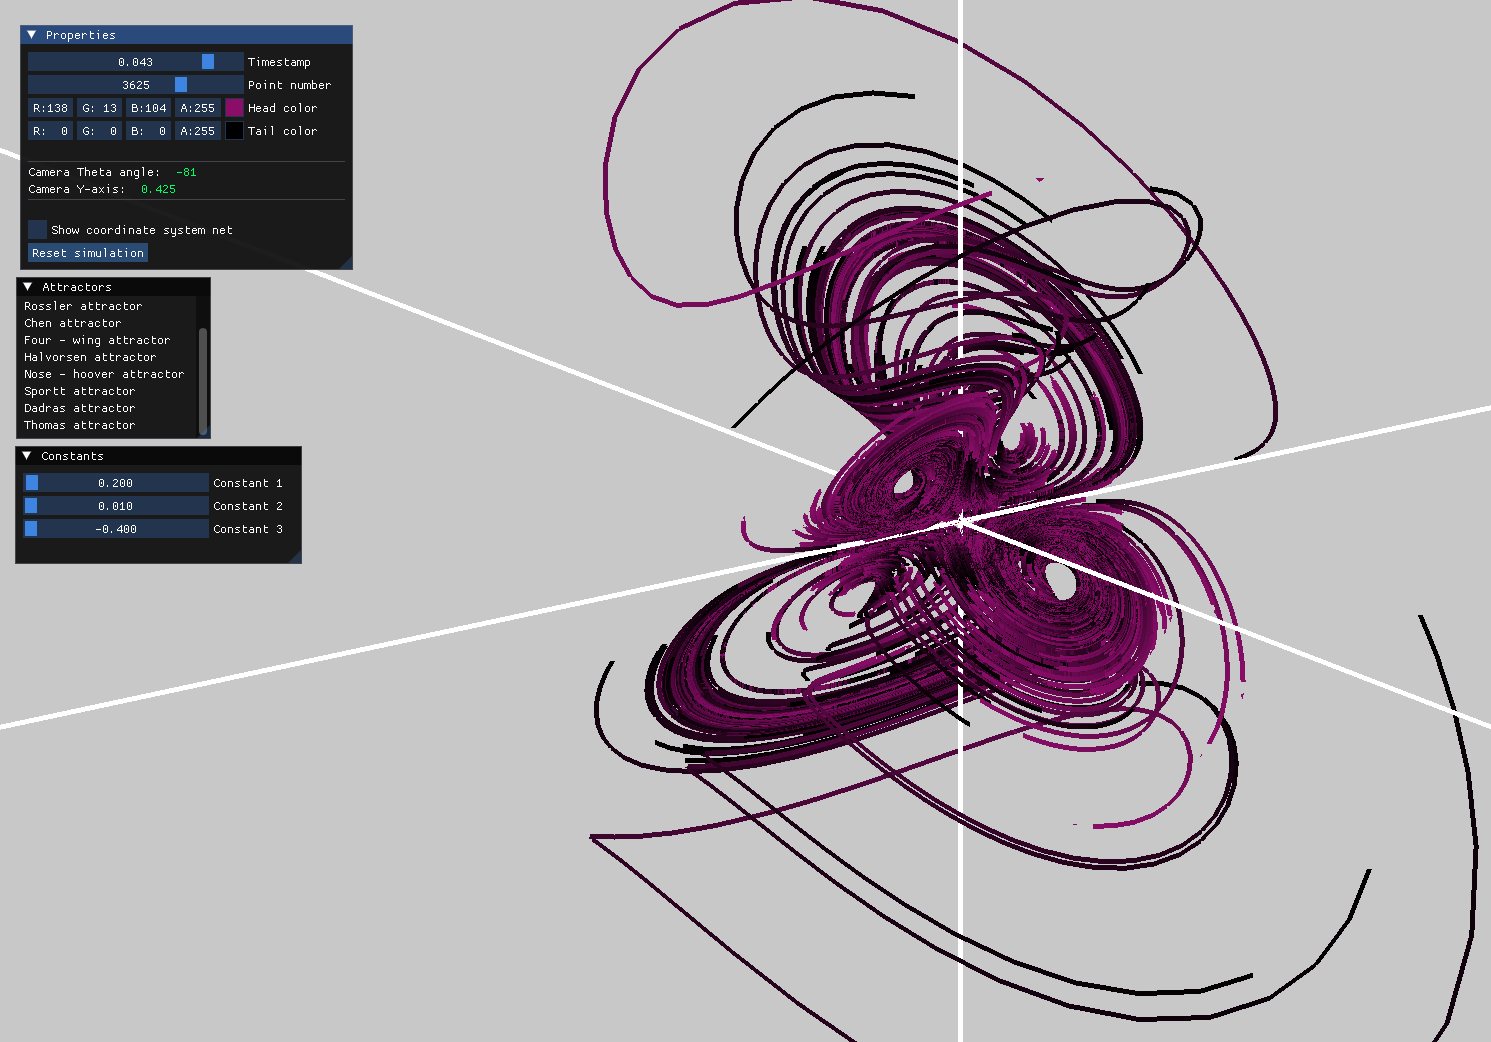 Properties
0.043 Timestamp
3625 Point number
R:138 G: 13 B:104 A:255 Head color
R: 0 G: 0 B: 0 A:255 Tail color
Camera Theta angle: -81
Camera Y-axis: 0.425
Show coordinate system net
Reset simulation
Attractors
Rossler attractor
Chen attractor
Four - wing attractor
Halvorsen attractor
Nose - hoover attractor
Sportt attractor
Dadras attractor
Thomas attractor
Constants
0.200 Constant 1
0.010 Constant 2
-0.400 Constant 3